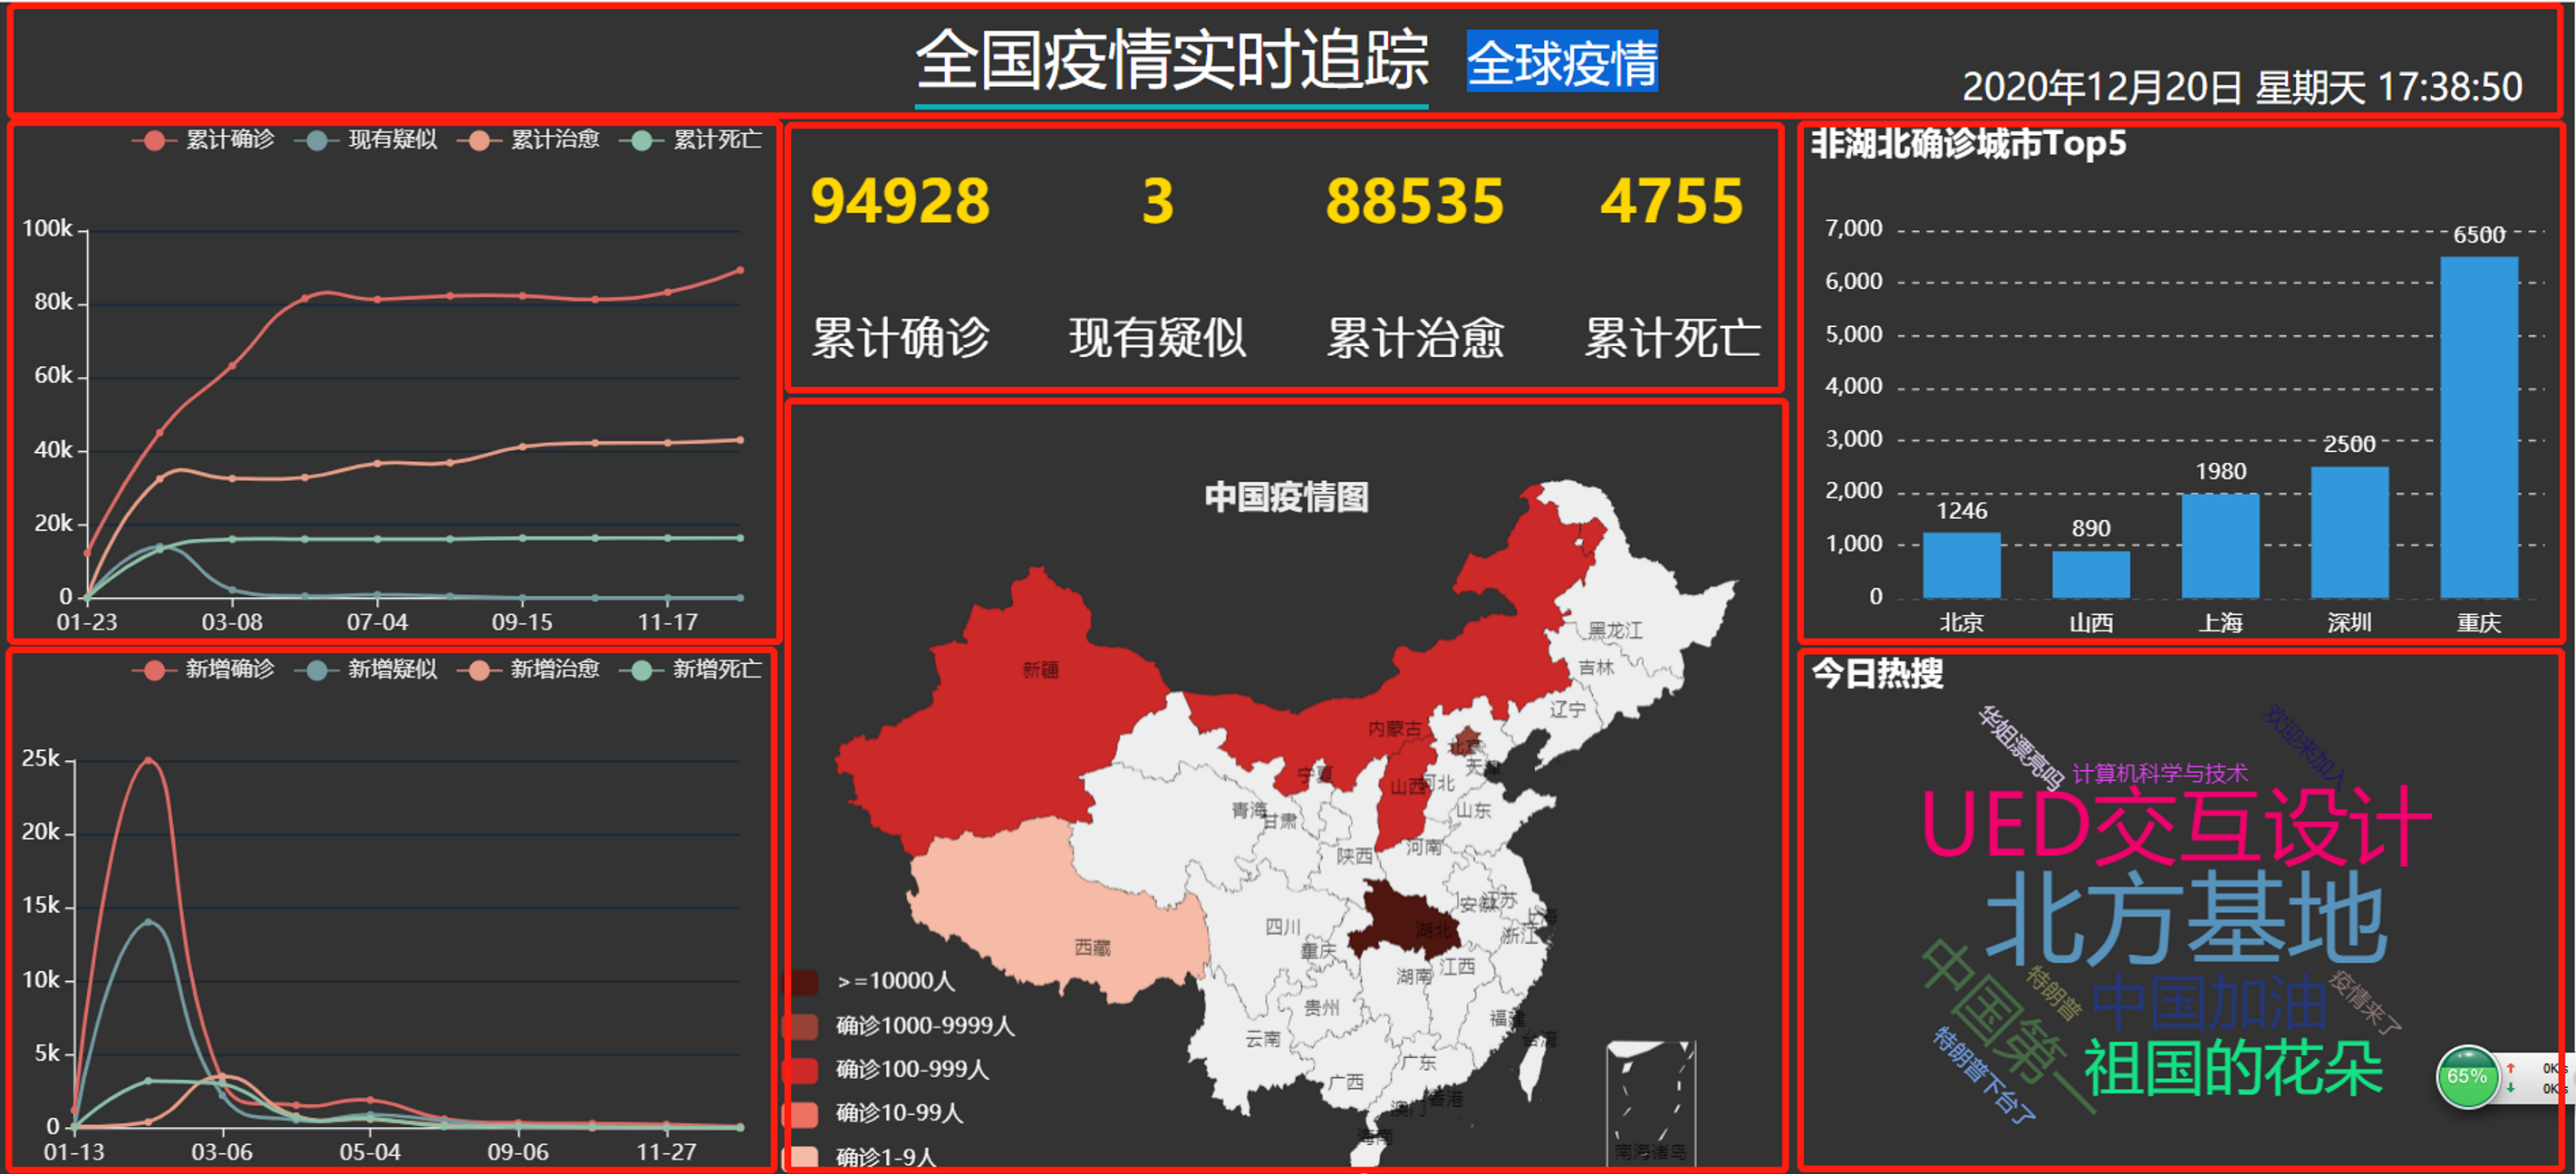 全国疫情实时追踪 全球疫情
2020年12月20日 星期天 17:38:50
累计确诊 现有疑似 累计治愈 累计死亡
100k
80k
60k
40k
20k
0
01-23 03-08 07-04 09-15 11-17
新增确诊 新增疑似 新增治愈 新增死亡
25k
20k
15k
10k
5k
0
01-13 03-06 05-04 09-06 11-27
94928 3 88535 4755
累计确诊 现有疑似 累计治愈 累计死亡
中国疫情图
黑龙江
吉林
辽宁
新疆
内蒙古
北京
天津
宁夏
山西
河北
青海
甘肃
山东
陕西
河南
西藏
四川
重庆
湖北
安徽
江苏
上海
浙江
湖南
江西
贵州
云南
福建
台湾
广西
广东
澳门
香港
海南
南海诸岛
>=10000人
确诊1000-9999人
确诊100-999人
确诊10-99人
确诊1-9人
非湖北确诊城市Top5
7,000
6,000
5,000
4,000
3,000
2,000
1,000
0
1246
890
1980
2500
6500
北京 山西 上海 深圳 重庆
今日热搜
华姐漂亮吗
欢迎来加入
计算机科学与技术
UED交互设计
北方基地
中国第一
特朗普
中国加油
疫情来了
特朗普下台了
祖国的花朵
65%